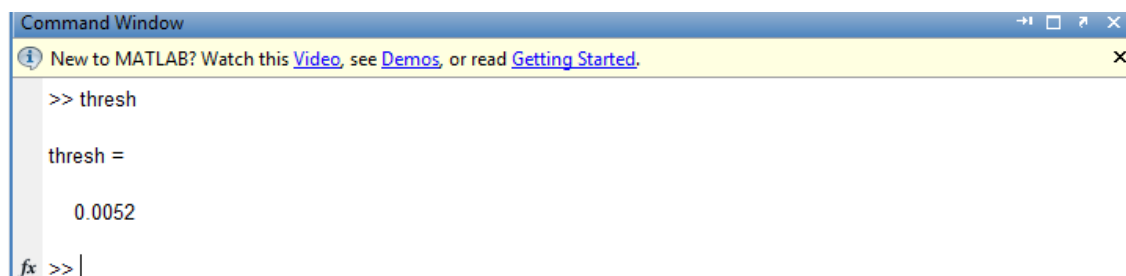 Command Window
New to MATLAB? Watch this Video, see Demos, or read Getting Started.
>> thresh
thresh =
0.0052
fx >>